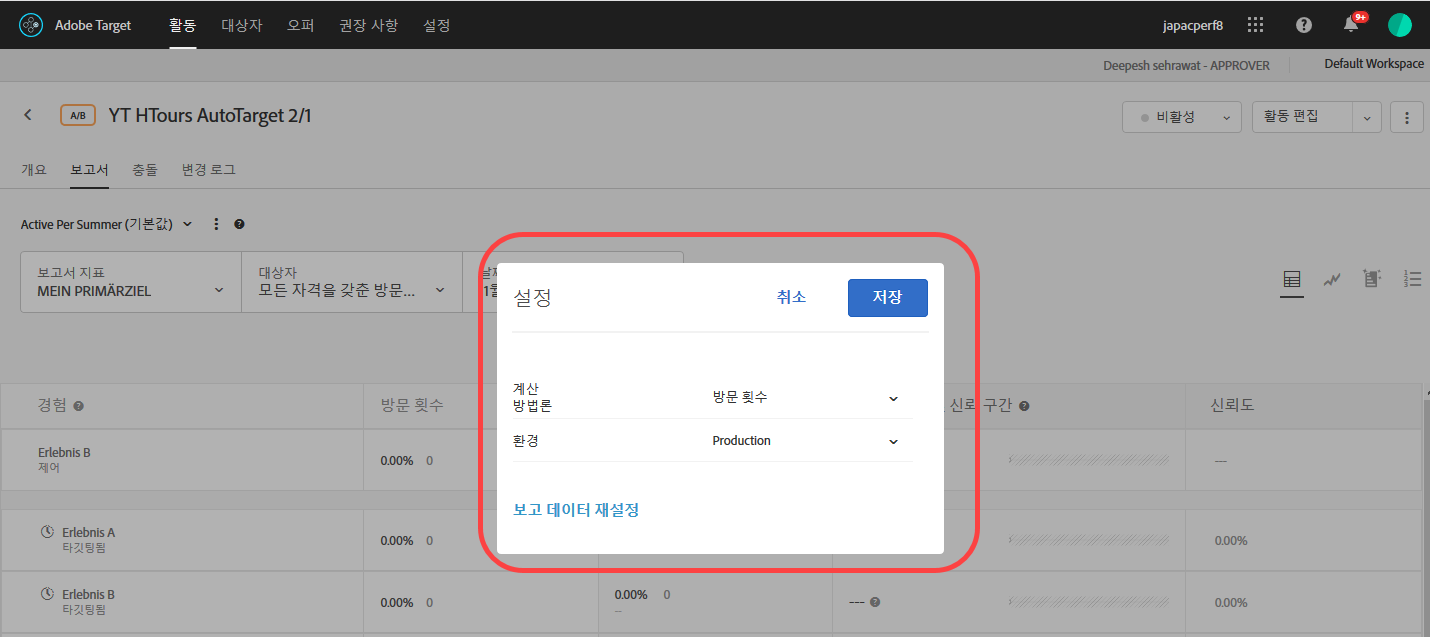 Adobe Target 활동 대상자 오퍼 권장 사항 설정 japacperf8 9+
Deepesh sehrawat - APPROVER Default Workspace
A/B YT HTours AutoTarget 2/1 비활성 활동 편집
개요 보고서 충돌 변경 로그
Active Per Summer (기본값)
보고서 지표 대상자
MEIN PRIMÄRZIEL 모든 자격을 갖춘 방문...
설정 취소 저장
계산
방법론 방문 횟수
환경 Production
보고 데이터 재설정
경험 방문 횟수 신뢰 구간 신뢰도
Erlebnis B
제어
0.00% 0 ---
Erlebnis A
타깃팅됨
0.00% 0 0.00%
Erlebnis B
타깃팅됨
0.00% 0 0.00% 0 --- 0.00%
---